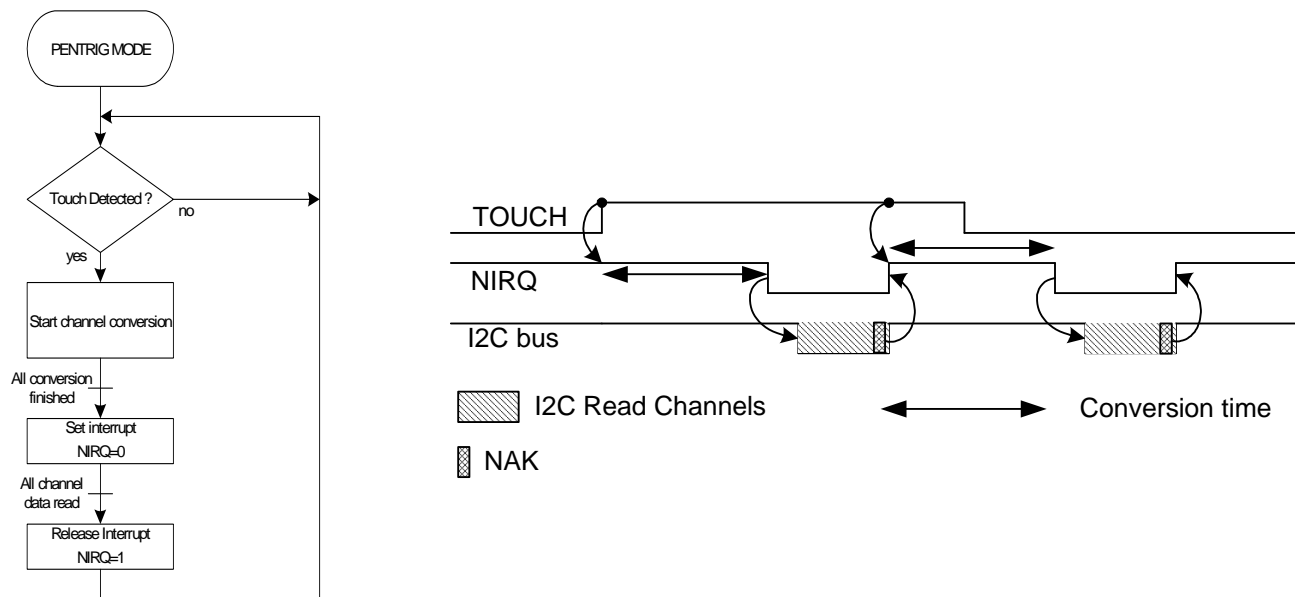 PENTRIG MODE
Touch Detected ?
no
yes
Start channel conversion
All conversion
finished
Set interrupt
NIRQ=0
All channel
data read
Release Interrupt
NIRQ=1
TOUCH
NIRQ
I2C bus
I2C Read Channels
Conversion time
NAK